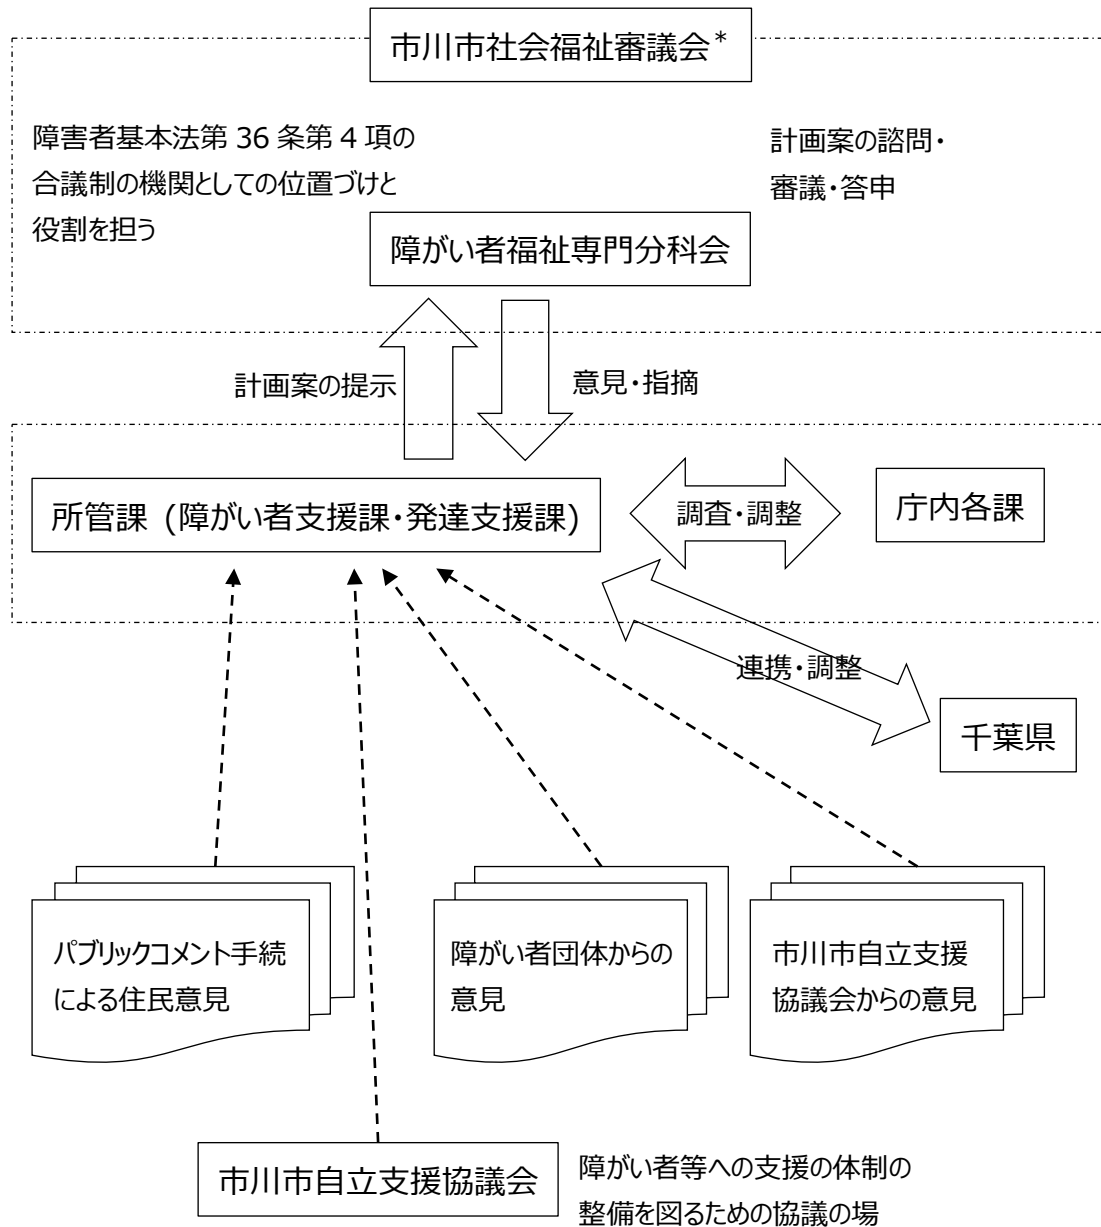 市川市社会福祉審議会*
障害者基本法第 36 条第 4 項の
合議制の機関としての位置づけと
役割を担う
計画案の諮問・
審議・答申
障がい者福祉専門分科会
計画案の提示
意見・指摘
所管課 (障がい者支援課・発達支援課)
調査・調整
庁内各課
連携・調整
千葉県
パブリックコメント手続
による住民意見
障がい者団体からの
意見
市川市自立支援
協議会からの意見
市川市自立支援協議会
障がい者等への支援の体制の
整備を図るための協議の場